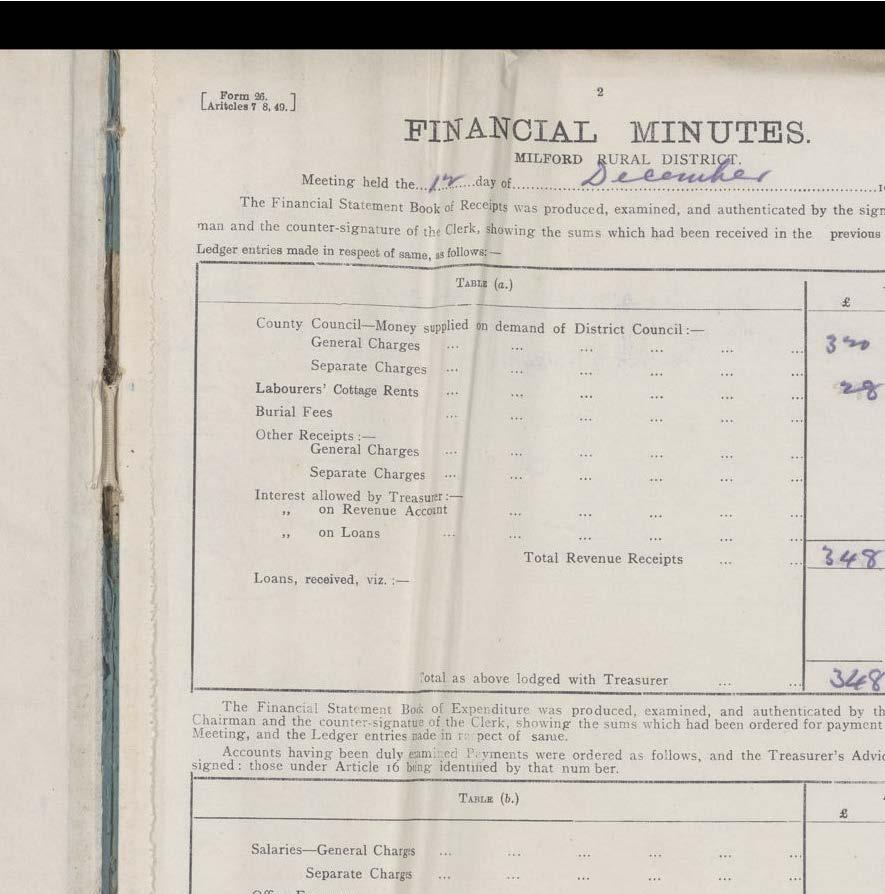 2
[Form 26.
Aritcles 7 8, 49.]
FINANCIAL MINUTES.
MILFORD RURAL DISTRICT.
Meeting held the...12...day of...December
The Financial Statement Book of Receipts was produced, examined, and authenticated by the sign
man and the counter-signature of the Clerk, showing the sums which had been received in the previous
Ledger entries made in respect of same, as follows:—
TABLE (a.)
£
County Council—Money supplied on demand of District Council:—
General Charges ... ... ... ... ... ... 320
Separate Charges ... ... ... ... ... ...
Labourers' Cottage Rents ... ... ... ... ... ... 28
Burial Fees ... ... ... ... ... ...
Other Receipts:—
General Charges ... ... ... ... ... ...
Separate Charges ... ... ... ... ... ...
Interest allowed by Treasurer:—
„ on Revenue Account ... ... ... ... ...
„ on Loans ... ... ... ... ... ...
Total Revenue Receipts ... ... 348
Loans, received, viz.:—
Total as above lodged with Treasurer ... ... 348
The Financial Statement Book of Expenditure was produced, examined, and authenticated by th
Chairman and the counter-signatue of the Clerk, showing the sums which had been ordered for payment
Meeting, and the Ledger entries made in respect of same.
Accounts having been duly examined Payments were ordered as follows, and the Treasurer's Advic
signed: those under Article 16 being identified by that num ber.
TABLE (b.)
£
Salaries—General Charges ... ... ... ... ... ...
Separate Charges ... ... ... ... ... ...